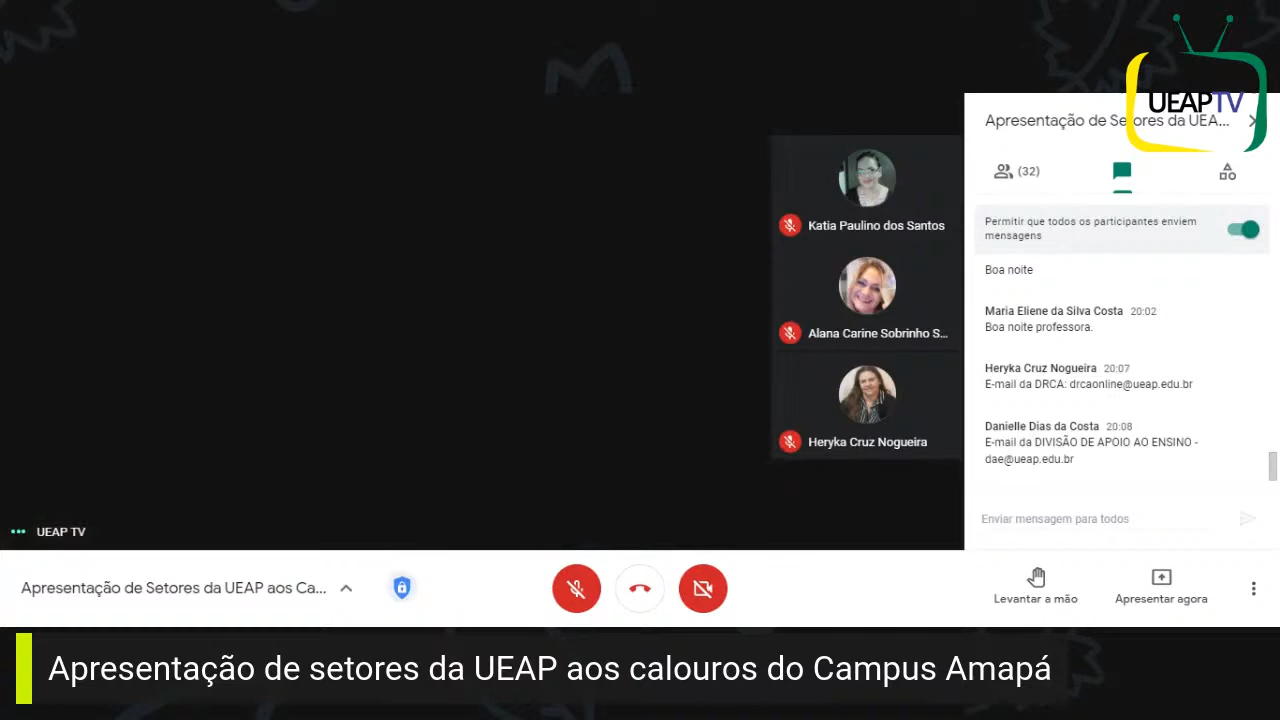 UEAPTV
Katia Paulino dos Santos
Alana Carine Sobrinho S...
Heryka Cruz Nogueira
UEAP TV
Apresentação de Setores da UEA...
(32)
Permitir que todos os participantes enviem
mensagens
Boa noite
Maria Eliene da Silva Costa 20:02
Boa noite professora.
Heryka Cruz Nogueira 20:07
E-mail da DRCA: drcaonline@ueap.edu.br
Danielle Dias da Costa 20:08
E-mail da DIVISÃO DE APOIO AO ENSINO -
dae@ueap.edu.br
Enviar mensagem para todos
Apresentação de Setores da UEAP aos Ca...
Levantar a mão
Apresentar agora
Apresentação de setores da UEAP aos calouros do Campus Amapá